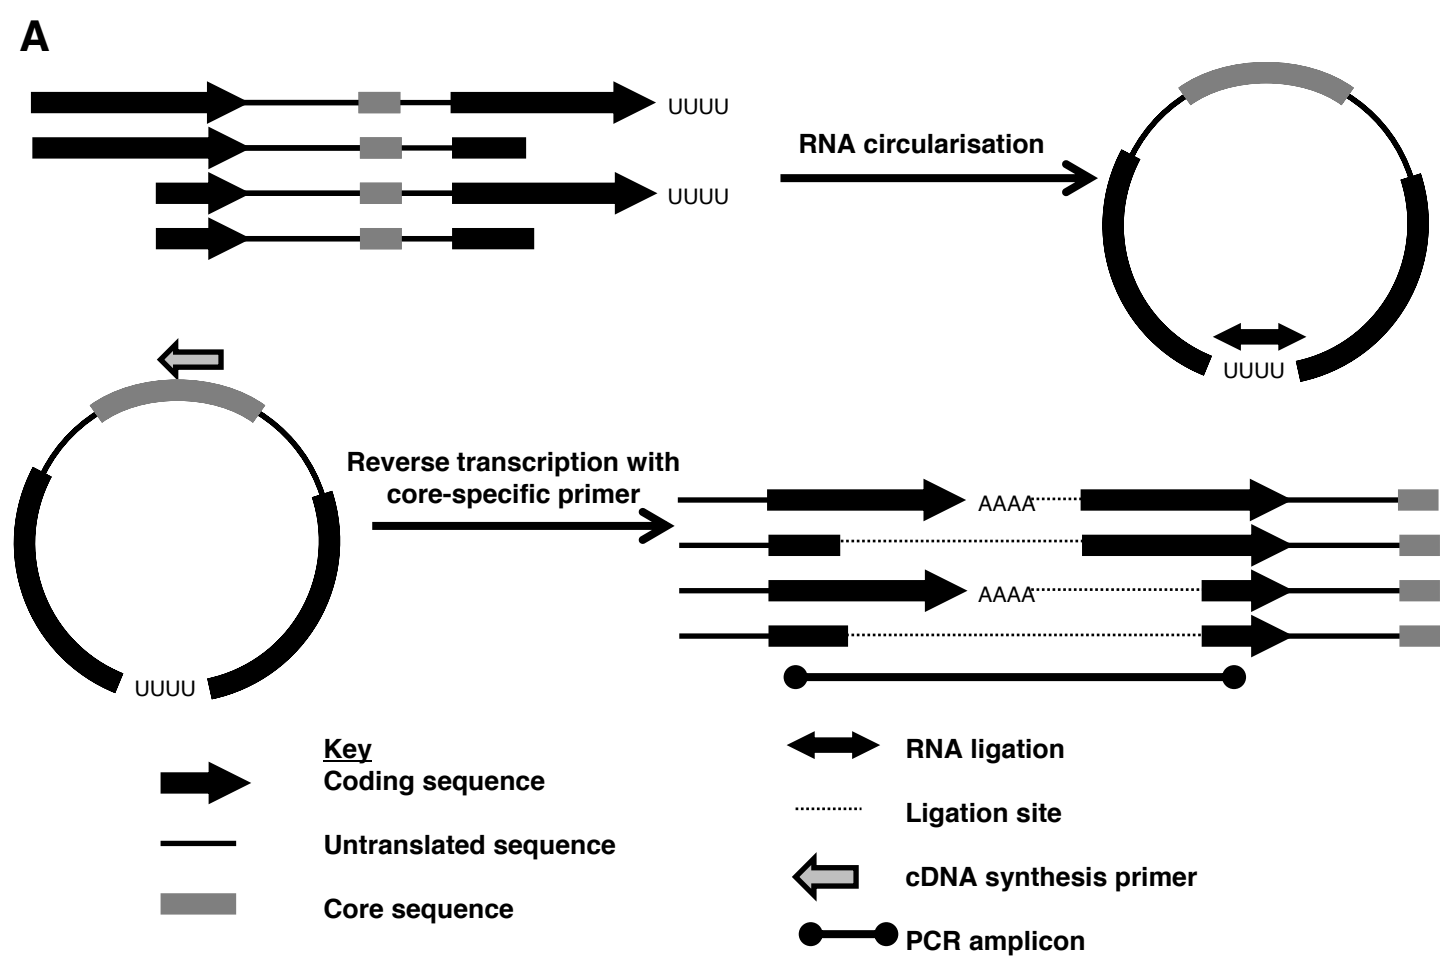 A
UUUU
RNA circularisation
UUUU
UUUU
Reverse transcription with
core-specific primer
AAAA
AAAA
UUUU
Key
Coding sequence
Untranslated sequence
Core sequence
RNA ligation
Ligation site
cDNA synthesis primer
PCR amplicon